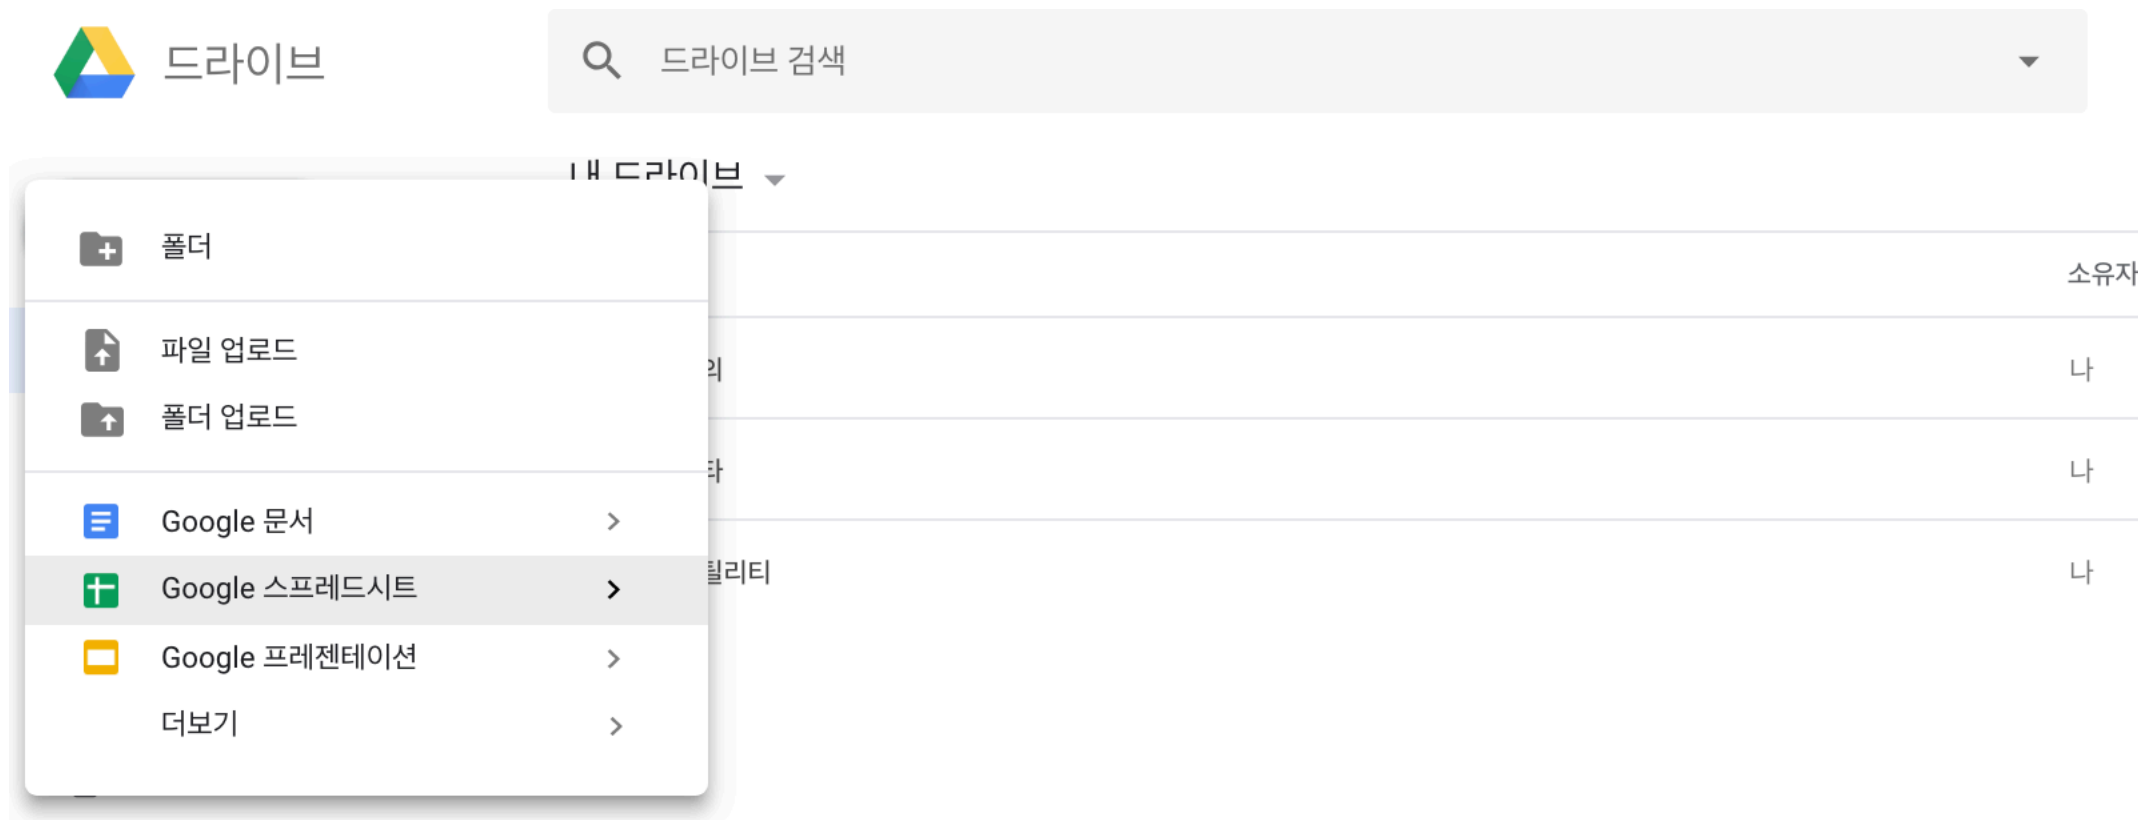 드라이브
드라이브 검색
내 드라이브
폴더
소유자
파일 업로드
나
폴더 업로드
나
Google 문서
Google 스프레드시트
나
Google 프레젠테이션
더보기